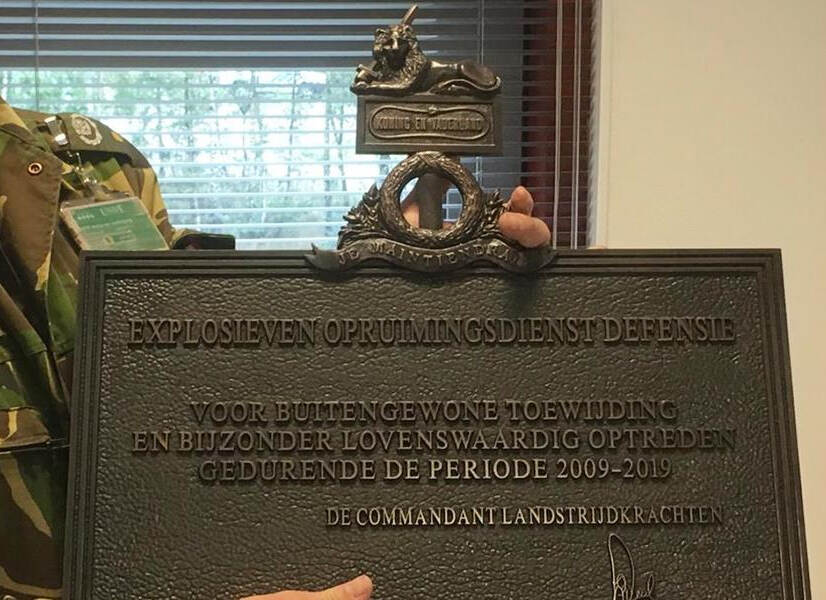 KONING EN VADERLAND
JE MAINTIENDRAI
EXPLOSIEVEN OPRUIMINGSDIENST DEFENSIE
VOOR BUITENGEWONE TOEWIJDING
EN BIJZONDER LOVENSWAARDIG OPTREDEN
GEDURENDE DE PERIODE 2009-2019
DE COMMANDANT LANDSTRIJDKRACHTEN